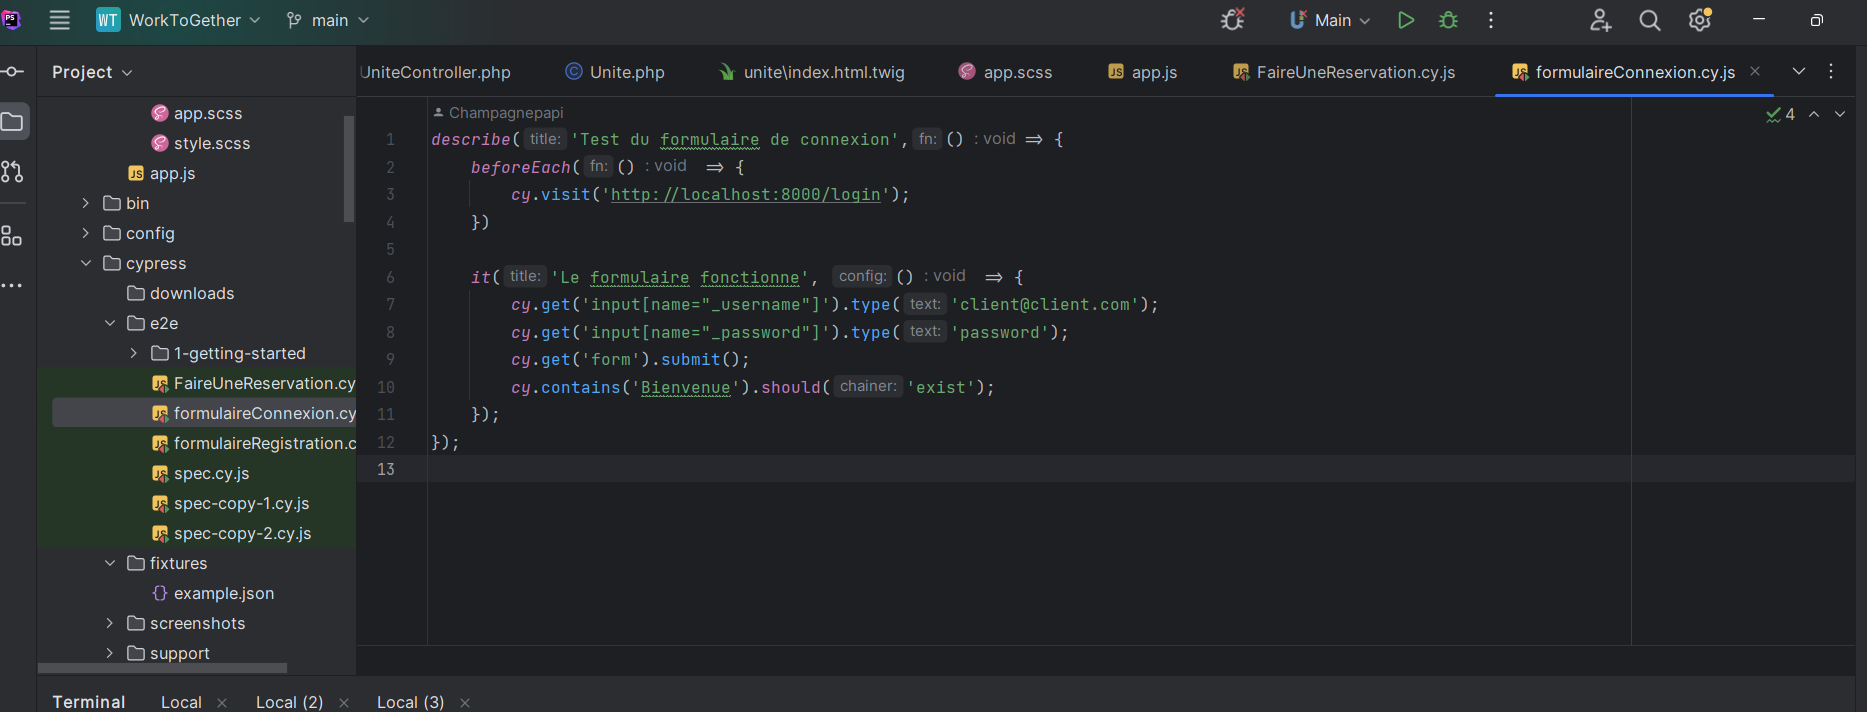 PS WT WorkToGether main Main
Project
UniteController.php Unite.php unite\index.html.twig app.scss app.js FaireUneReservation.cy.js formulaireConnexion.cy.js
app.scss
style.scss
JS app.js
bin
config
cypress
downloads
e2e
1-getting-started
FaireUneReservation.cy
formulaireConnexion.cy
formulaireRegistration.c
spec.cy.js
spec-copy-1.cy.js
spec-copy-2.cy.js
fixtures
{} example.json
screenshots
support
Champagnepapi
4
1 describe( title: 'Test du formulaire de connexion', fn: () : void => {
2 beforeEach( fn: () : void => {
3 cy.visit('http://localhost:8000/login');
4 })
5
6 it( title: 'Le formulaire fonctionne', config: () : void => {
7 cy.get('input[name="_username"]').type( text: 'client@client.com');
8 cy.get('input[name="_password"]').type( text: 'password');
9 cy.get('form').submit();
10 cy.contains('Bienvenue').should( chainer: 'exist');
11 });
12 });
13
Terminal Local Local (2) Local (3)